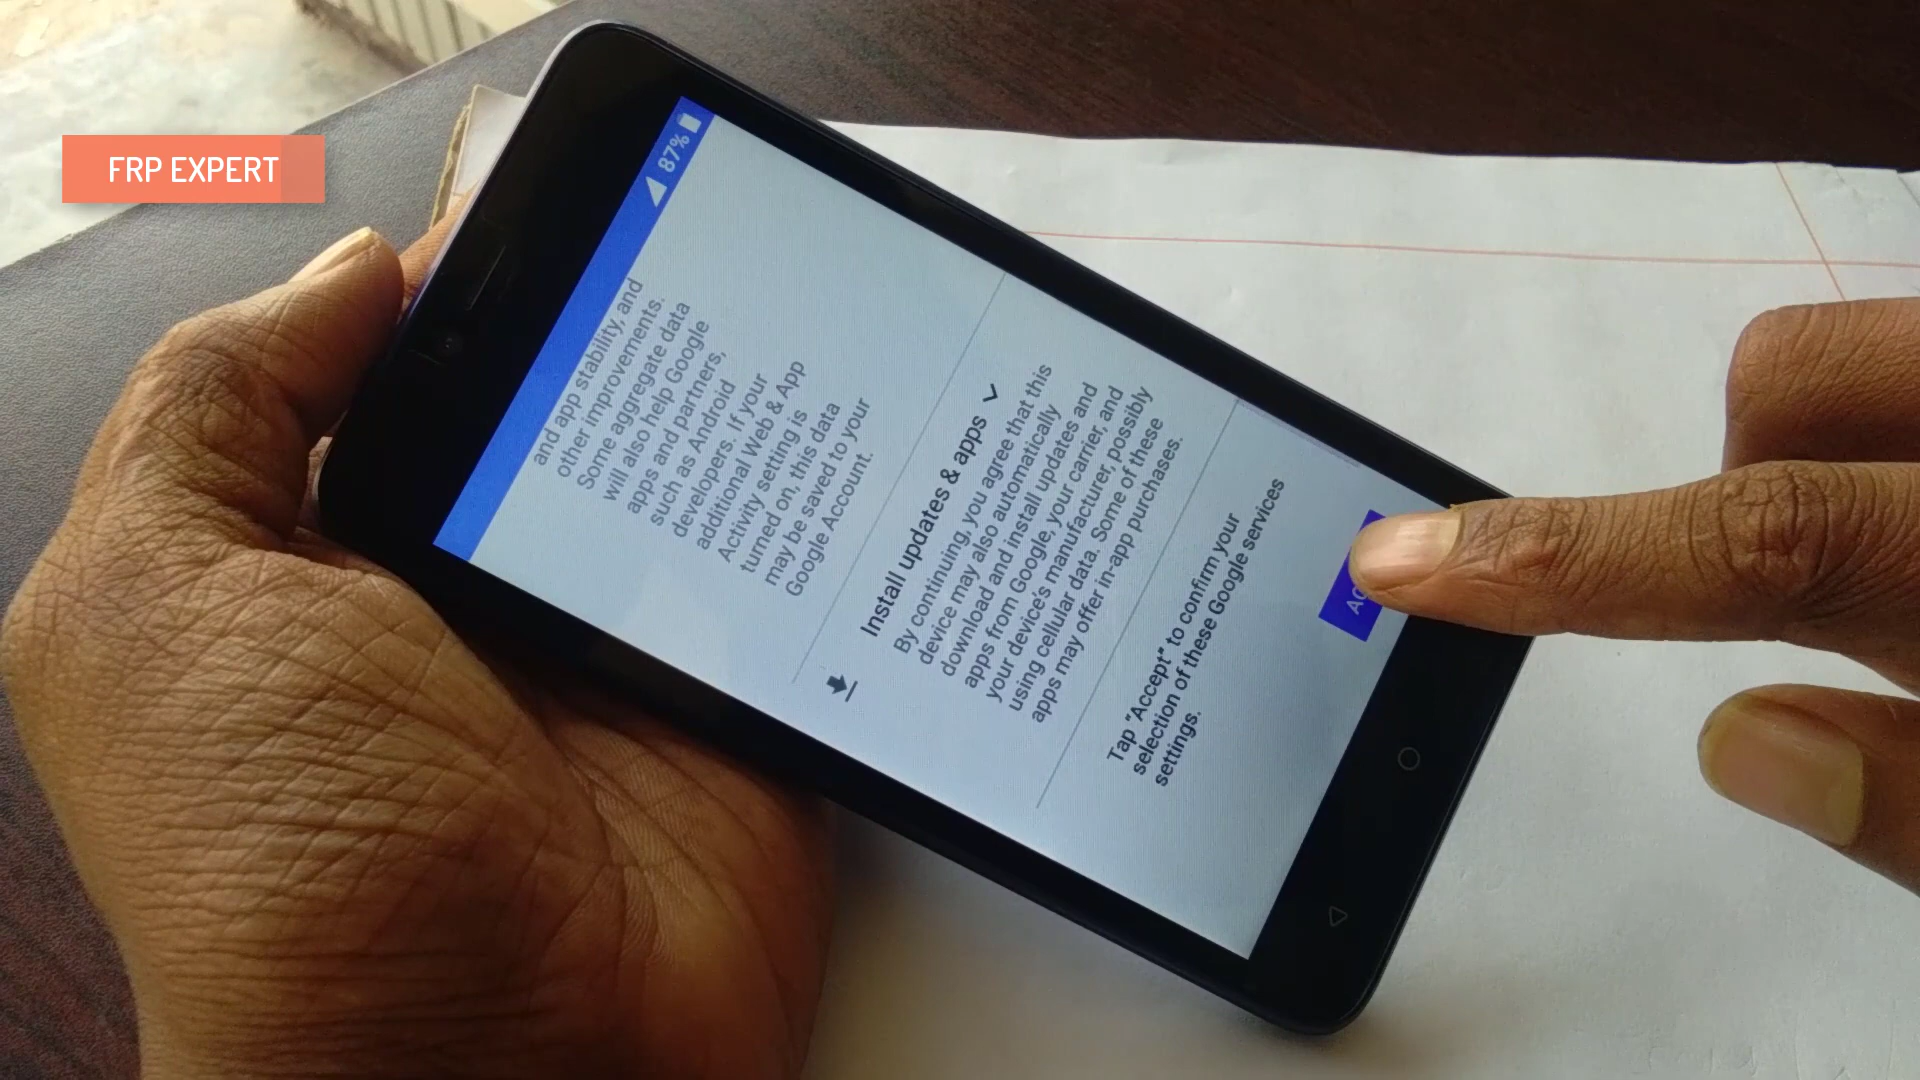 FRP EXPERT
87%
and app stability, and
other improvements.
Some aggregate data
will also help Google
apps and partners,
such as Android
developers. If your
additional Web & App
Activity setting is
turned on, this data
may be saved to your
Google Account.
Install updates & apps
By continuing, you agree that this
device may also automatically
download and install updates and
apps from Google, your carrier, and
your device's manufacturer, possibly
using cellular data. Some of these
apps may offer in-app purchases.
Tap "Accept" to confirm your
selection of these Google services
settings.